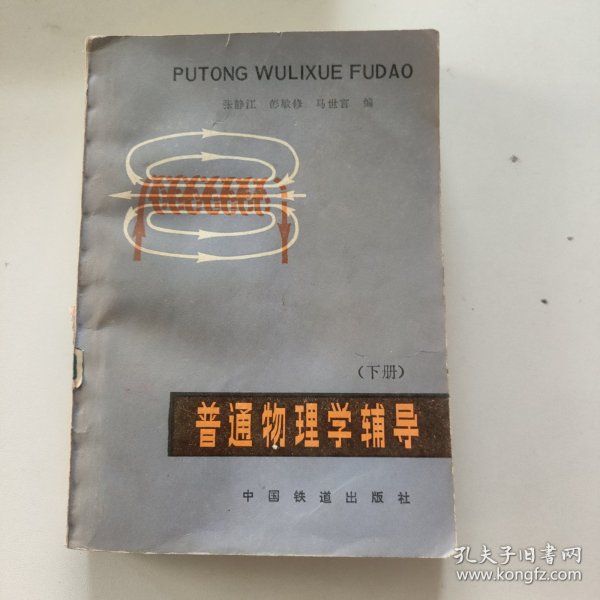 PUTONG WULIXUE FUDAO
张静江 彭敏修 马世官 编
（下册）
普通物理学辅导
中国铁道出版社
孔夫子旧书网
www.kongfz.com